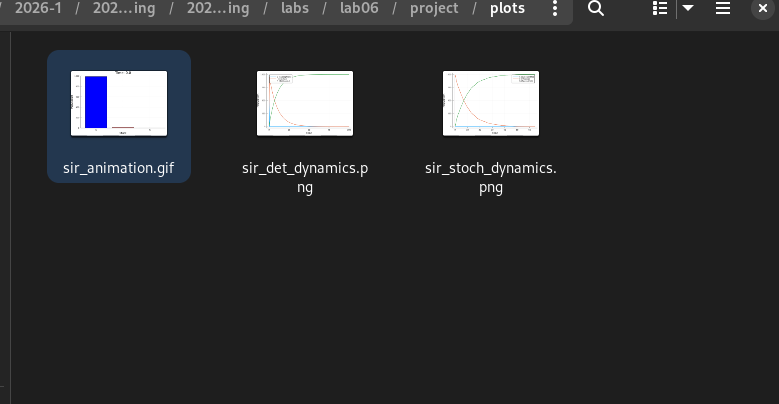 / 2026-1 / 202...ing / 202...ing / labs / lab06 / project / plots
sir_animation.gif
sir_det_dynamics.p
ng
sir_stoch_dynamics.
png